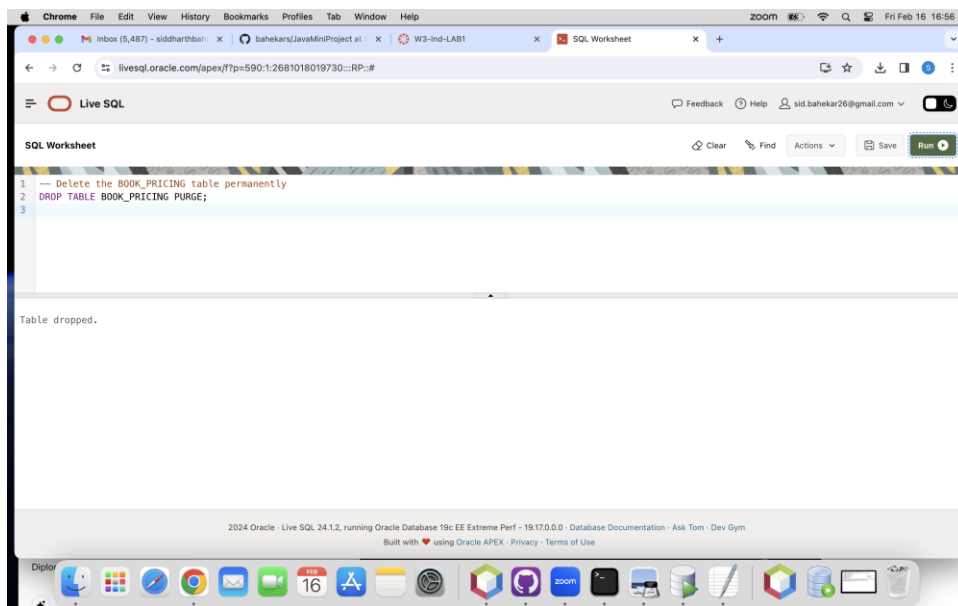 Chrome File Edit View History Bookmarks Profiles Tab Window Help zoom Fri Feb 16 16:56
Inbox (5,487) - siddharthbah bahekars/JavaMiniProject at W3-Ind-LAB1 SQL Worksheet
livesql.oracle.com/apex/f?p=590:1:2681018019730:::RP::#
Live SQL Feedback Help sid.bahekar26@gmail.com
SQL Worksheet Clear Find Actions Save Run
1 -- Delete the BOOK_PRICING table permanently
2 DROP TABLE BOOK_PRICING PURGE;
3
Table dropped.
2024 Oracle · Live SQL 24.1.2, running Oracle Database 19c EE Extreme Perf - 19.17.0.0.0 · Database Documentation · Ask Tom · Dev Gym
Built with ❤ using Oracle APEX · Privacy · Terms of Use
Diplo
FEB
16
zoom